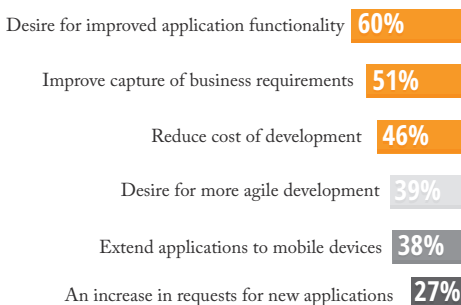 Desire for improved application functionality 60%
Improve capture of business requirements 51%
Reduce cost of development 46%
Desire for more agile development 39%
Extend applications to mobile devices 38%
An increase in requests for new applications 27%